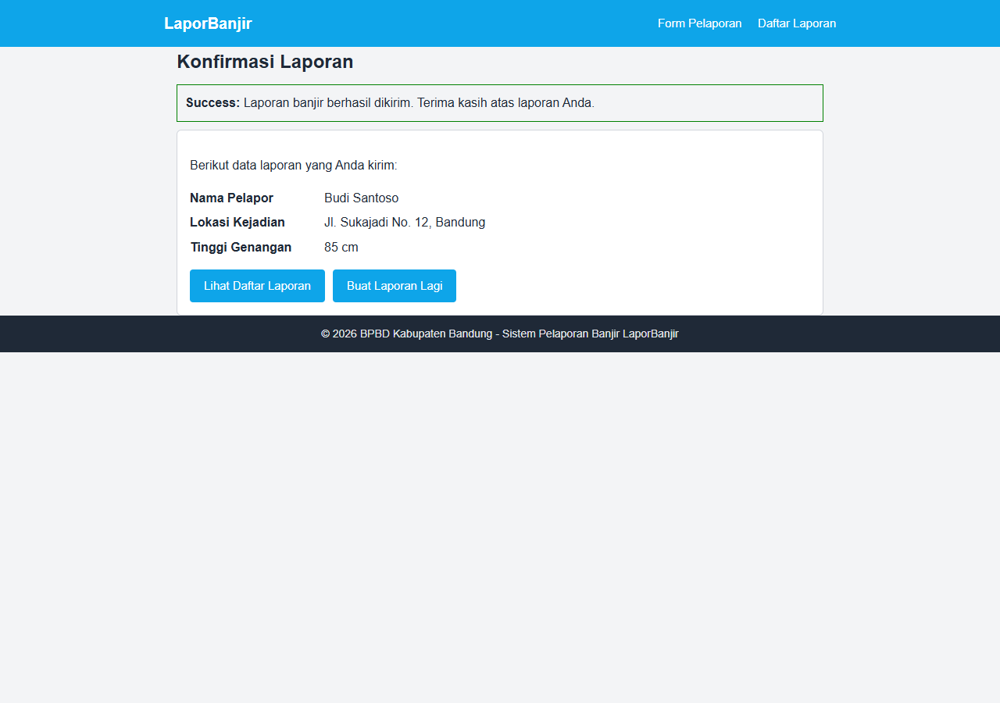 LaporBanjir
Form Pelaporan
Daftar Laporan
Konfirmasi Laporan
Success: Laporan banjir berhasil dikirim. Terima kasih atas laporan Anda.
Berikut data laporan yang Anda kirim:
Nama Pelapor Budi Santoso
Lokasi Kejadian Jl. Sukajadi No. 12, Bandung
Tinggi Genangan 85 cm
Lihat Daftar Laporan
Buat Laporan Lagi
© 2026 BPBD Kabupaten Bandung - Sistem Pelaporan Banjir LaporBanjir